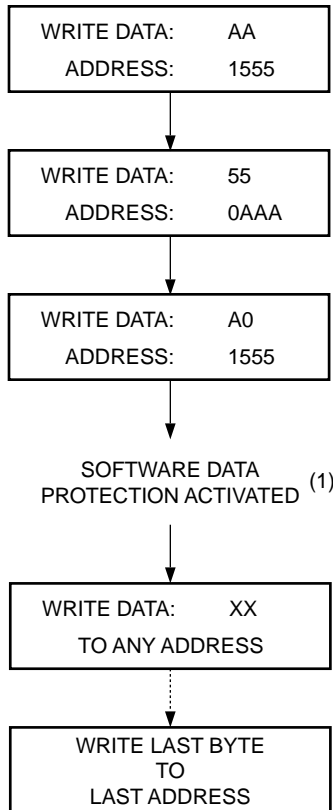 WRITE DATA: AA
ADDRESS: 1555
WRITE DATA: 55
ADDRESS: 0AAA
WRITE DATA: A0
ADDRESS: 1555
SOFTWARE DATA
PROTECTION ACTIVATED (1)
WRITE DATA: XX
TO ANY ADDRESS
WRITE LAST BYTE
TO
LAST ADDRESS